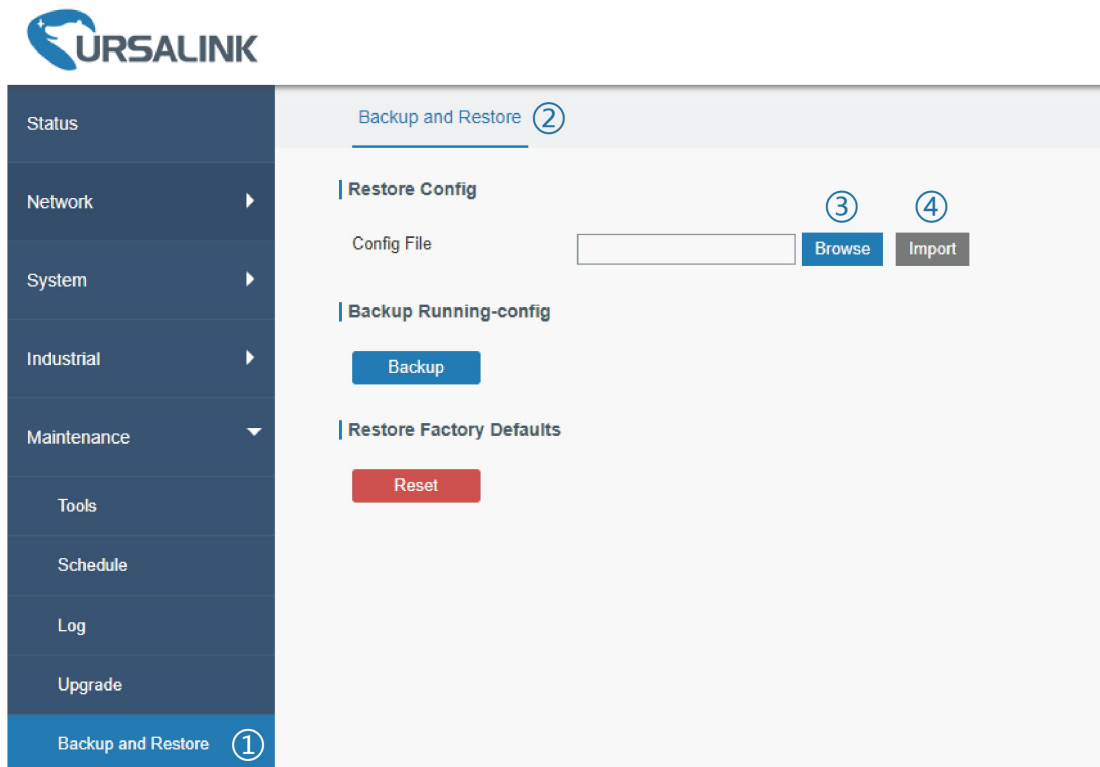 URSALINK
Status
Network
System
Industrial
Maintenance
Tools
Schedule
Log
Upgrade
Backup and Restore ①
Backup and Restore ②
Restore Config
③ ④
Config File Browse Import
Backup Running-config
Backup
Restore Factory Defaults
Reset